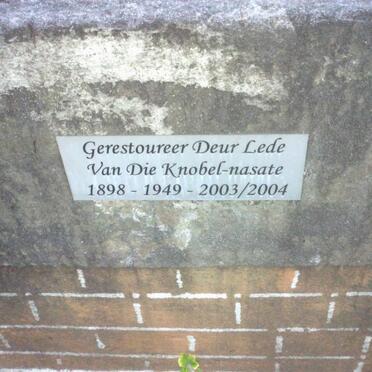 Gerestoureer Deur Lede
Van Die Knobel-nasate
1898 - 1949 - 2003/2004